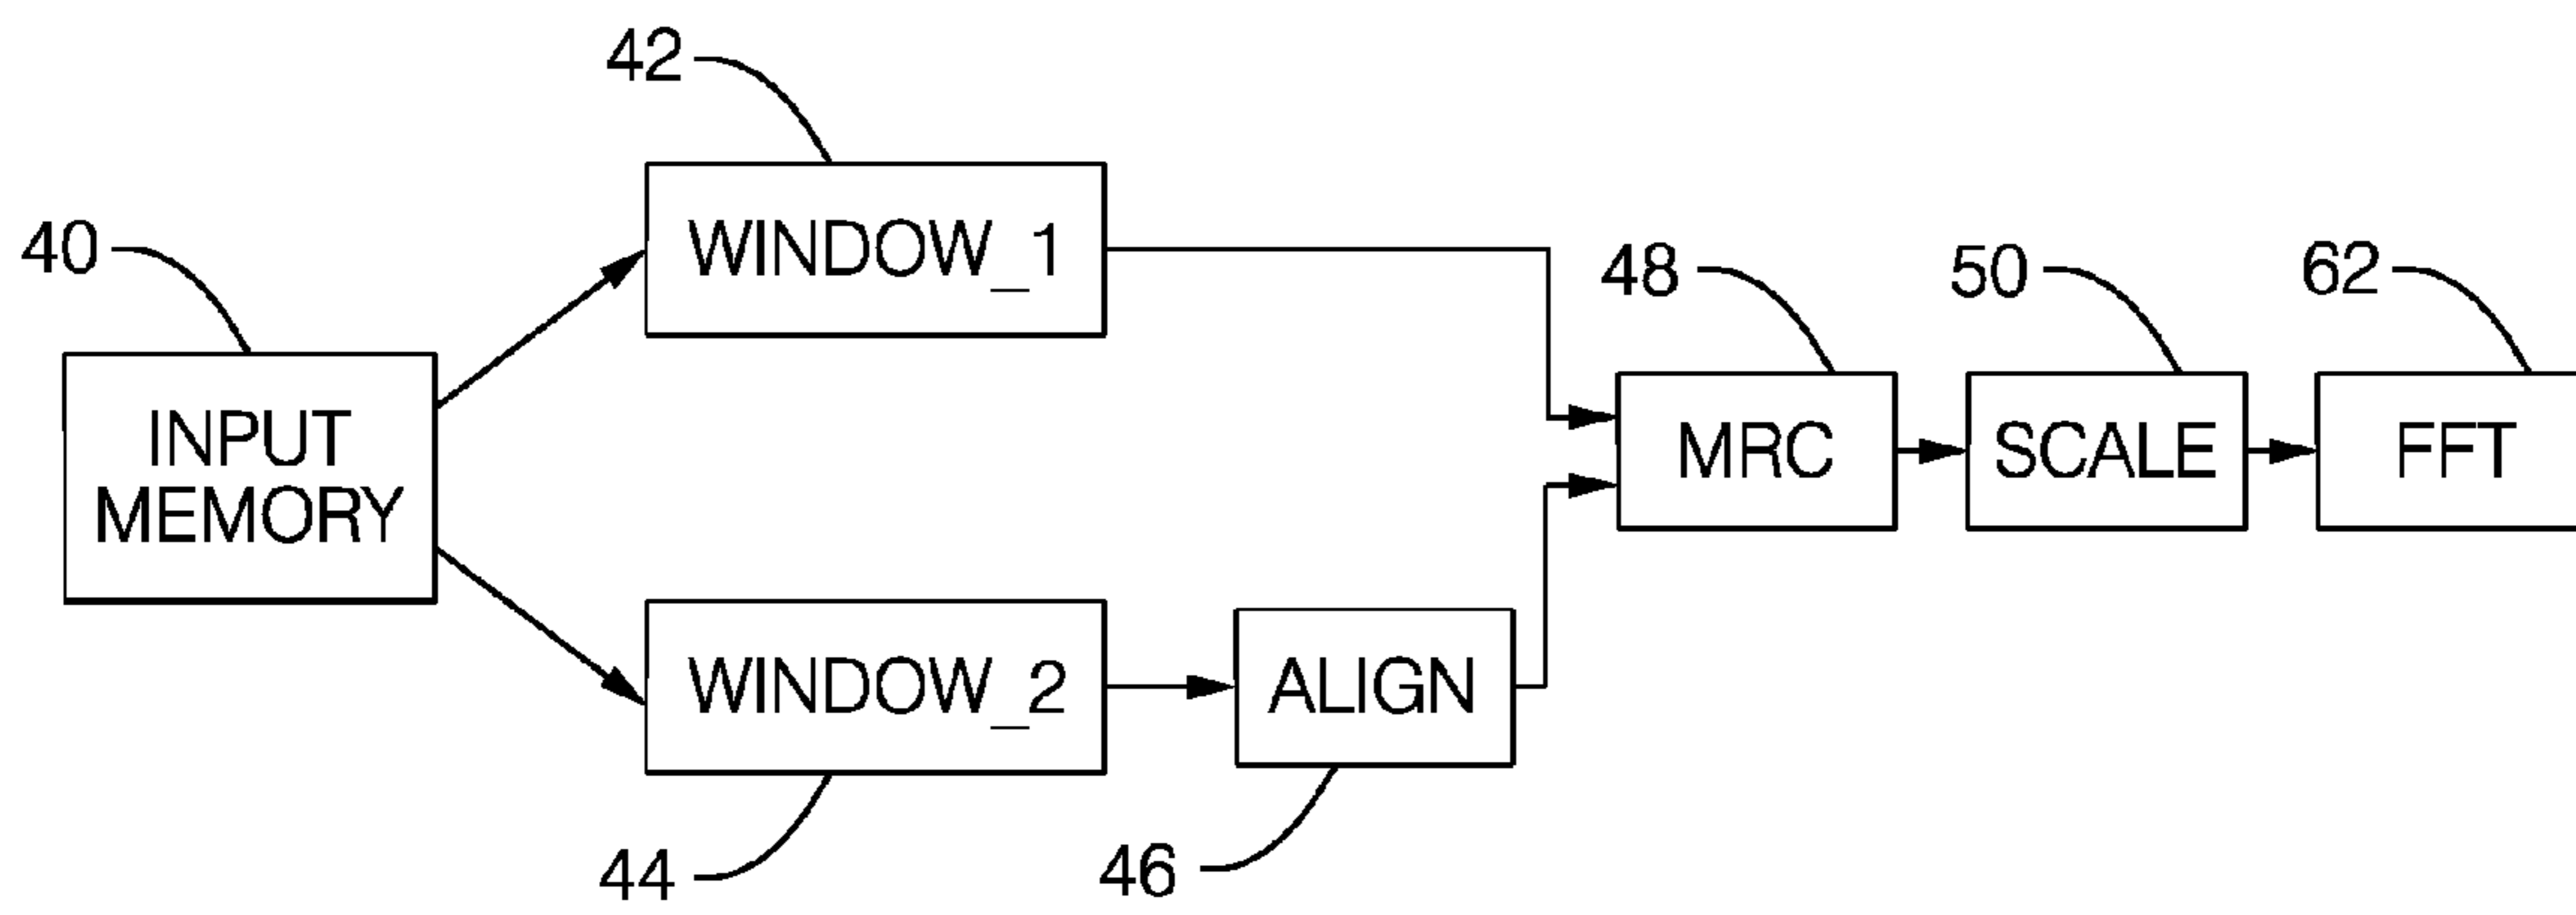 42
WINDOW_1
40
INPUT
MEMORY
48
50
62
MRC
SCALE
FFT
WINDOW_2
ALIGN
44
46